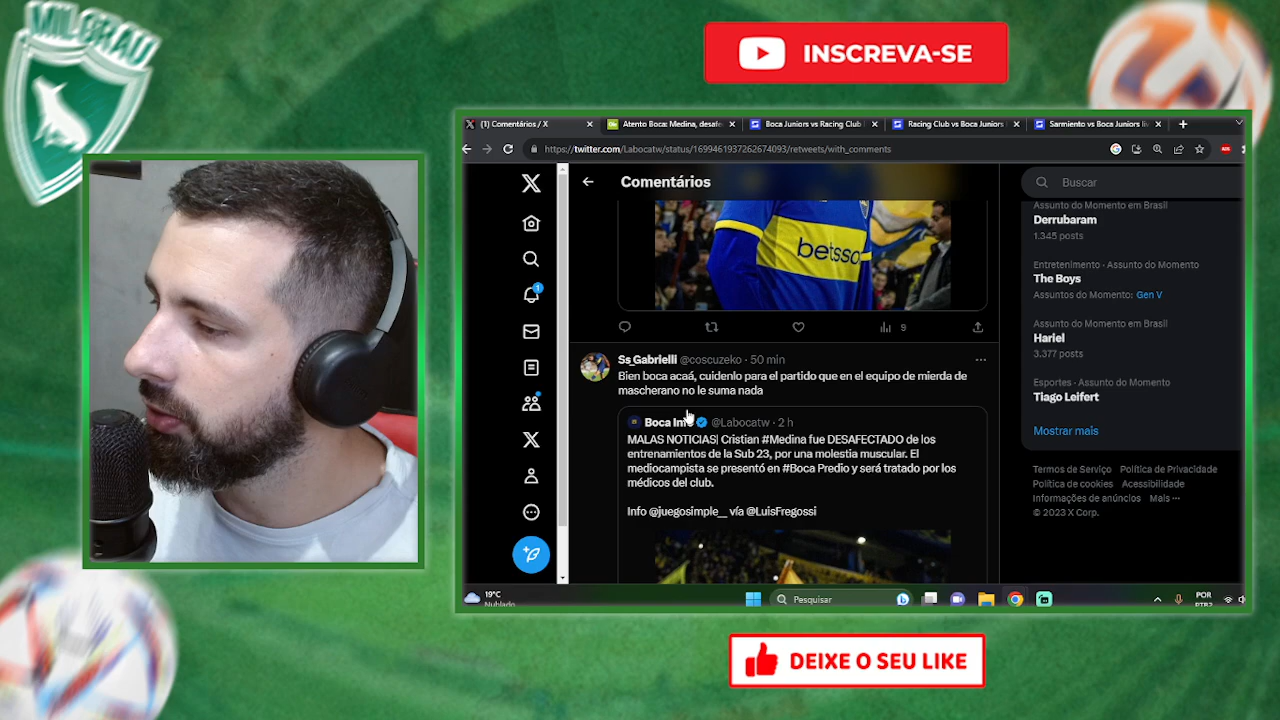 MILGRAU
INSCREVA-SE
(1) Comentários / X
Atento Boca: Medina, desafe
Boca Juniors vs Racing Club
Racing Club vs Boca Juniors
Sarmiento vs Boca Juniors liv
https://twitter.com/Labocatw/status/1699461937262674093/retweets/with_comments
Comentários
Buscar
betsso
Assunto do Momento em Brasil
Derrubaram
1.345 posts
Entretenimento · Assunto do Momento
The Boys
Assuntos do Momento: Gen V
Assunto do Momento em Brasil
Hariel
3.377 posts
Esportes · Assunto do Momento
Tiago Leifert
Mostrar mais
Termos de Serviço Política de Privacidade
Política de cookies Acessibilidade
Informações de anúncios Mais ···
© 2023 X Corp.
9
1
Ss_Gabrielli @coscuzeko · 50 min
Bien boca acaá, cuidenlo para el partido que en el equipo de mierda de
mascherano no le suma nada
Boca Im @Labocatw · 2 h
MALAS NOTICIAS| Cristian #Medina fue DESAFECTADO de los
entrenamientos de la Sub 23, por una molestia muscular. El
mediocampista se presentó en #Boca Predio y será tratado por los
médicos del club.
Info @juegosimple__ vía @LuisFregossi
19°C
Nublado
Pesquisar
POR
PTB2
DEIXE O SEU LIKE